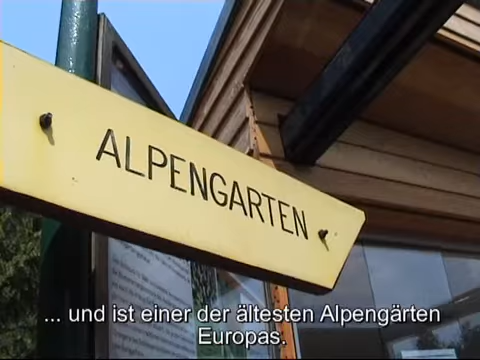 ALPENGARTEN
... und ist einer der ältesten Alpengärten
Europas.